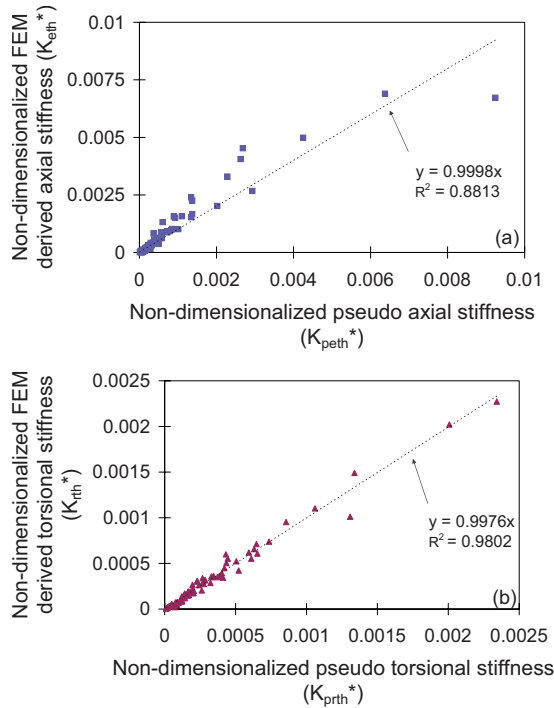 Non-dimensionalized FEM
derived axial stiffness (Keth*)
0.01
0.0075
0.005
0.0025
0
y = 0.9998x
R² = 0.8813
(a)
0 0.002 0.004 0.006 0.008 0.01
Non-dimensionalized pseudo axial stiffness
(Kpeth*)
Non-dimensionalized FEM
derived torsional stiffness
(Krth*)
0.0025
0.002
0.0015
0.001
0.0005
0
y = 0.9976x
R² = 0.9802
(b)
0 0.0005 0.001 0.0015 0.002 0.0025
Non-dimensionalized pseudo torsional stiffness
(Kprth*)